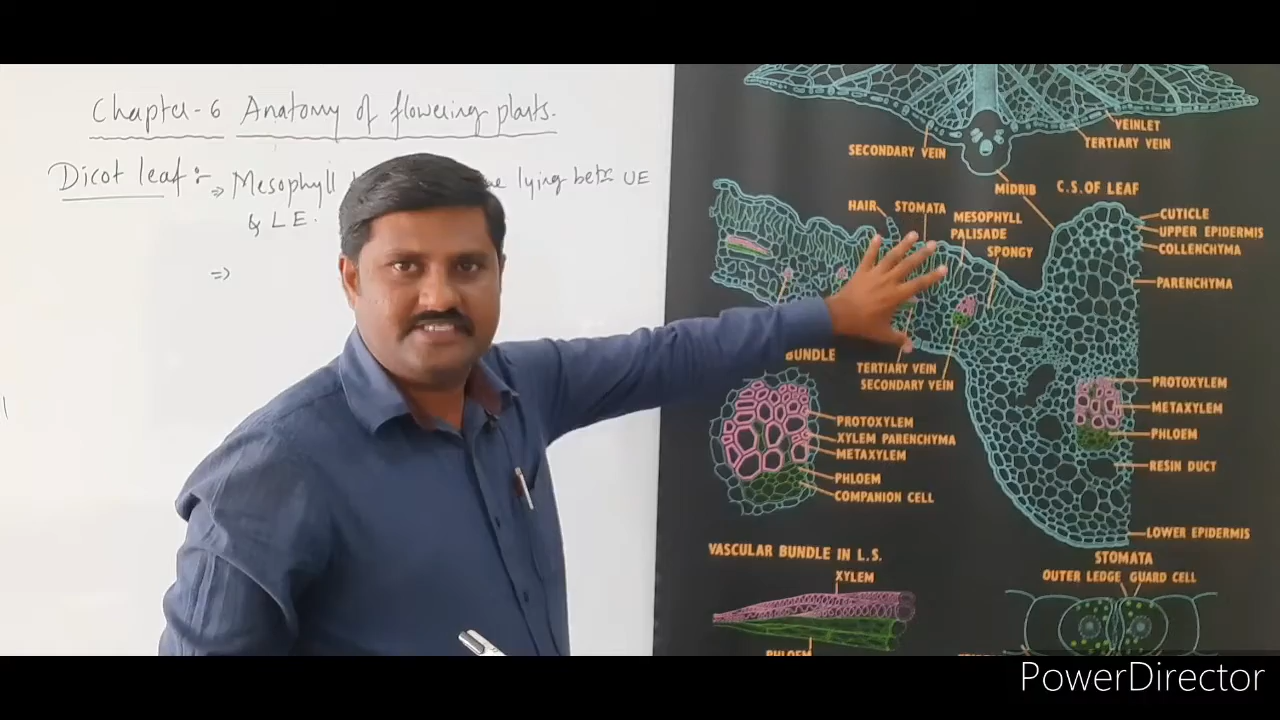 Chapter-6 Anatomy of flowering plants.
Dicot leaf :- → Mesophyll lying betn UE
& L E.
⇒
VEINLET
TERTIARY VEIN
SECONDARY VEIN
MIDRIB
C.S. OF LEAF
HAIR
STOMATA
MESOPHYLL
PALISADE
SPONGY
CUTICLE
UPPER EPIDERMIS
COLLENCHYMA
PARENCHYMA
BUNDLE
TERTIARY VEIN
SECONDARY VEIN
PROTOXYLEM
METAXYLEM
PHLOEM
RESIN DUCT
LOWER EPIDERMIS
PROTOXYLEM
XYLEM PARENCHYMA
METAXYLEM
PHLOEM
COMPANION CELL
VASCULAR BUNDLE IN L.S.
XYLEM
PHLOEM
STOMATA
OUTER LEDGE GUARD CELL
PowerDirector